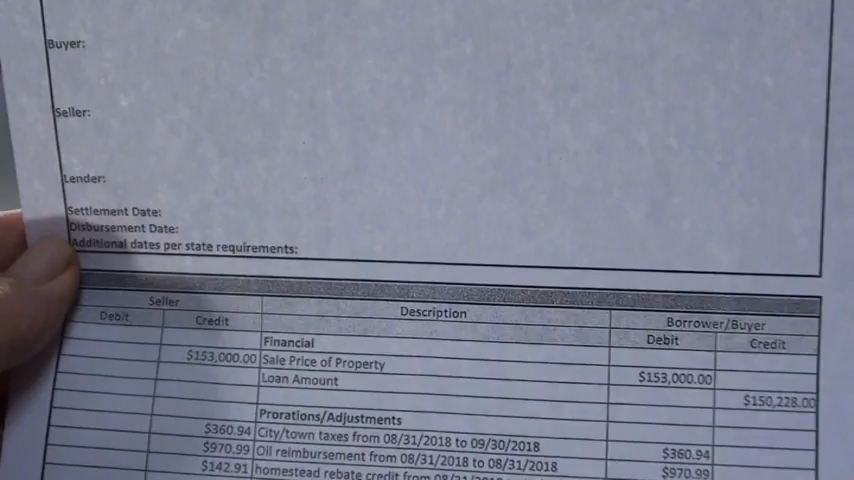 Buyer:
Seller:
Lender:
Settlement Date:
Disbursement Date:
Additional dates per state requirements:
Seller Description Borrower/Buyer
Debit Credit Debit Credit
Financial
$153,000.00 Sale Price of Property $153,000.00
Loan Amount $150,228.00
Prorations/Adjustments
$360.94 City/town taxes from 08/31/2018 to 09/30/2018 $360.94
$970.99 Oil reimbursement from 08/31/2018 to 08/31/2018 $970.99
$142.91 homestead rebate credit from